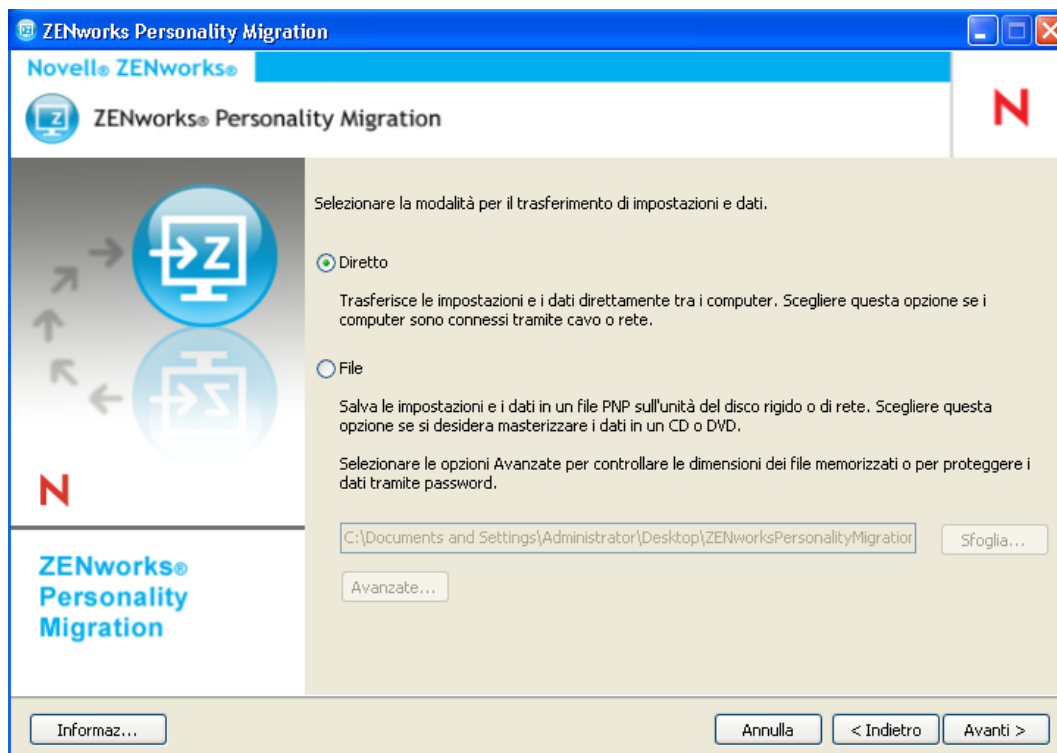 ZENworks Personality Migration
Novell® ZENworks®
ZENworks® Personality Migration
N
Selezionare la modalità per il trasferimento di impostazioni e dati.
Diretto
Trasferisce le impostazioni e i dati direttamente tra i computer. Scegliere questa opzione se i
computer sono connessi tramite cavo o rete.
File
Salva le impostazioni e i dati in un file PNP sull'unità del disco rigido o di rete. Scegliere questa
opzione se si desidera masterizzare i dati in un CD o DVD.
Selezionare le opzioni Avanzate per controllare le dimensioni dei file memorizzati o per proteggere i
dati tramite password.
C:\Documents and Settings\Administrator\Desktop\ZENworksPersonalityMigration
Sfoglia...
Avanzate...
Z
N
ZENworks®
Personality
Migration
Informaz...
Annulla
< Indietro
Avanti >